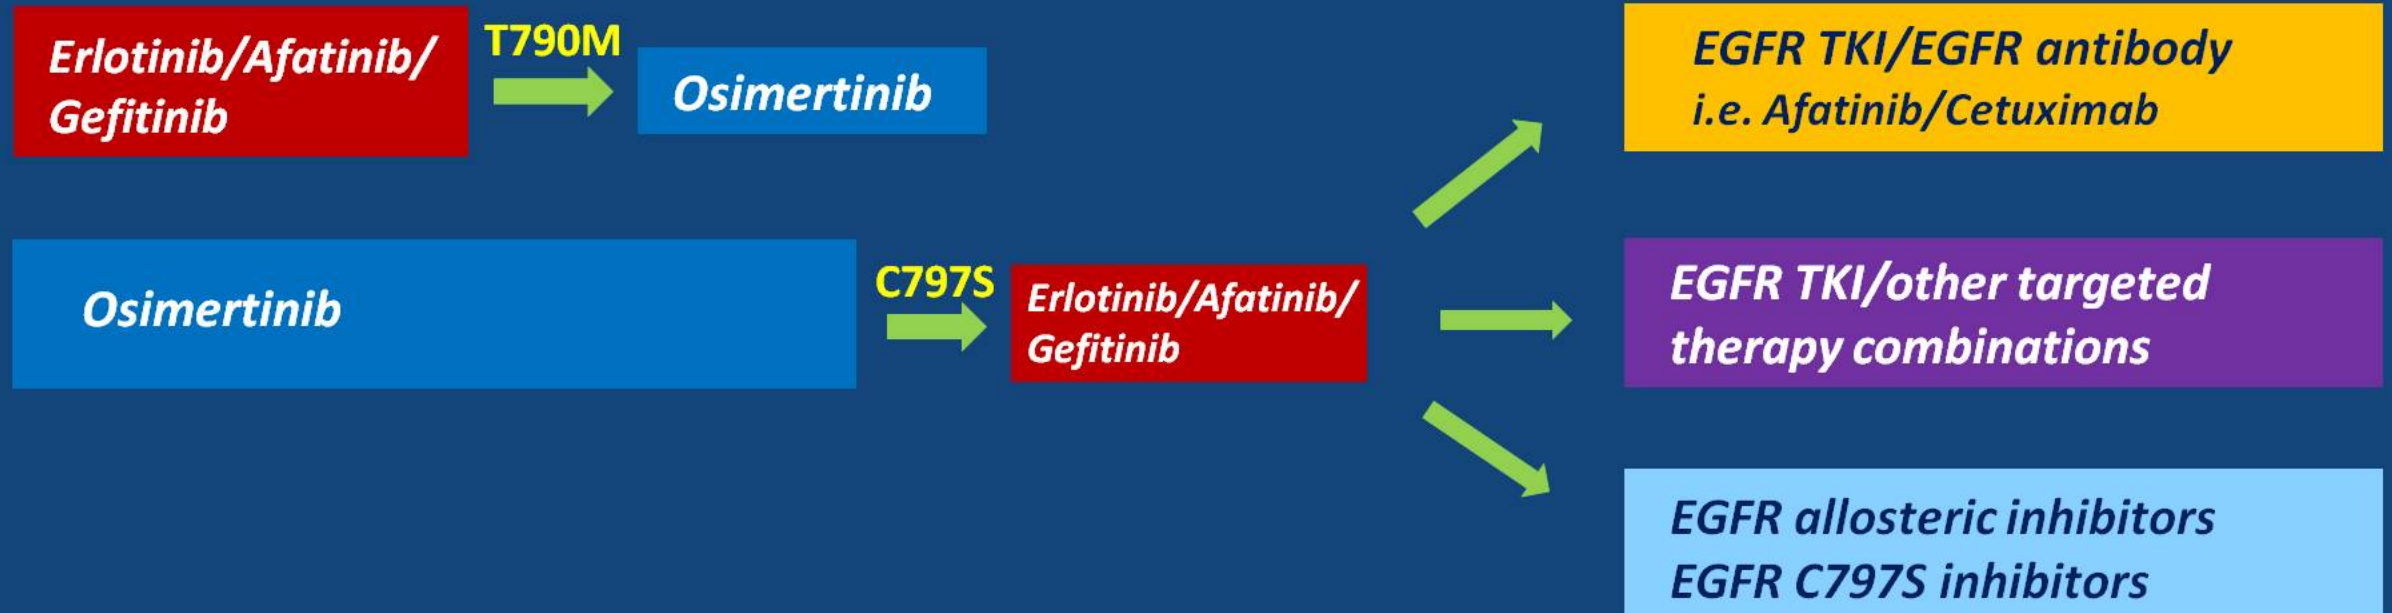 Erlotinib/Afatinib/
Gefitinib
T790M
Osimertinib
EGFR TKI/EGFR antibody
i.e. Afatinib/Cetuximab
Osimertinib
C797S
Erlotinib/Afatinib/
Gefitinib
EGFR TKI/other targeted
therapy combinations
EGFR allosteric inhibitors
EGFR C797S inhibitors